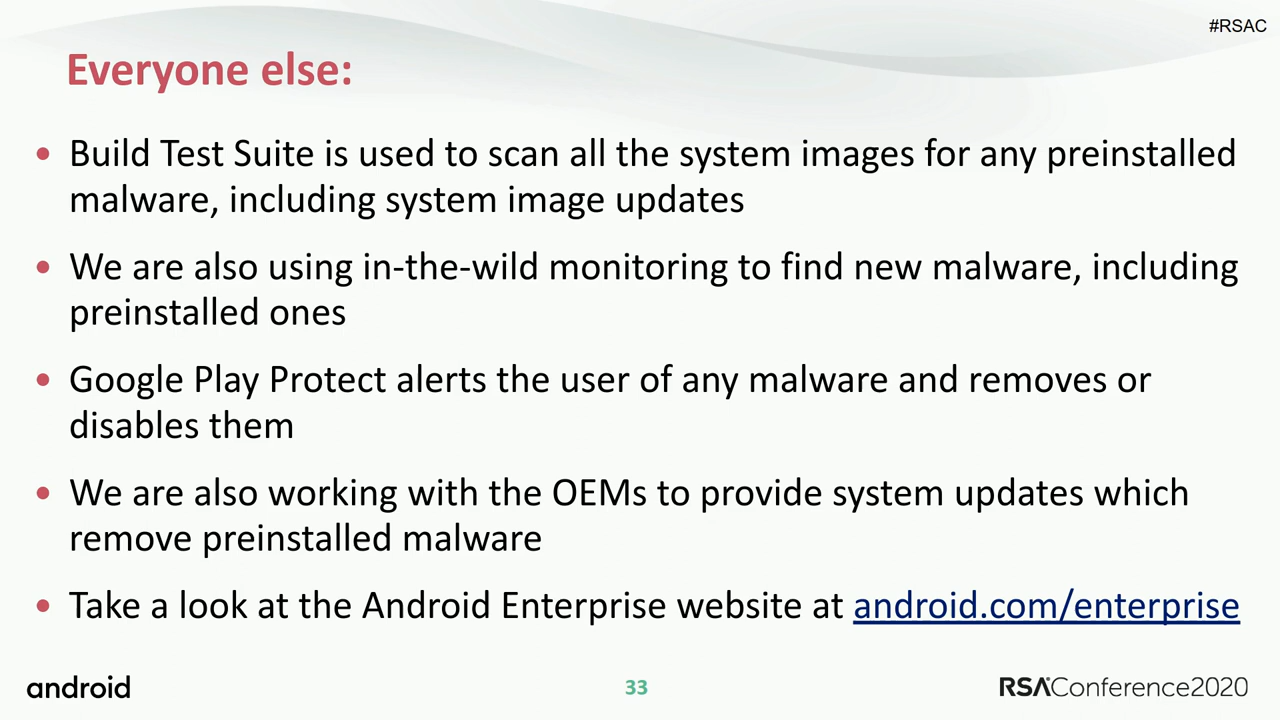 #RSAC
Everyone else:
• Build Test Suite is used to scan all the system images for any preinstalled
malware, including system image updates
• We are also using in-the-wild monitoring to find new malware, including
preinstalled ones
• Google Play Protect alerts the user of any malware and removes or
disables them
• We are also working with the OEMs to provide system updates which
remove preinstalled malware
• Take a look at the Android Enterprise website at android.com/enterprise
android
33
RSAConference2020